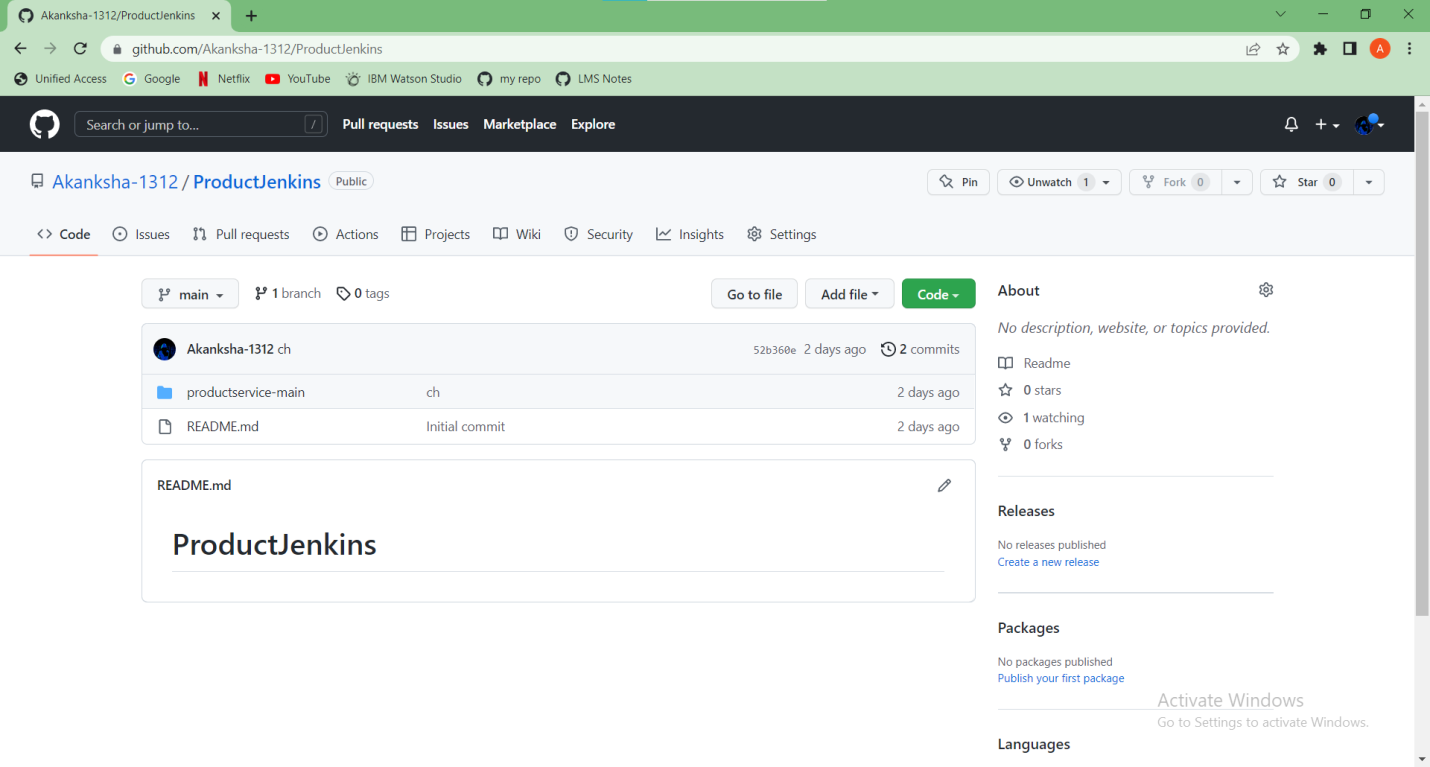 Akanksha-1312/ProductJenkins
github.com/Akanksha-1312/ProductJenkins
A
Unified Access Google Netflix YouTube IBM Watson Studio my repo LMS Notes
Search or jump to... / Pull requests Issues Marketplace Explore
Akanksha-1312 / ProductJenkins Public Pin Unwatch 1 Fork 0 Star 0
Code Issues Pull requests Actions Projects Wiki Security Insights Settings
main 1 branch 0 tags Go to file Add file Code
Akanksha-1312 ch 52b360e 2 days ago 2 commits
productservice-main ch 2 days ago
README.md Initial commit 2 days ago
README.md
ProductJenkins
About
No description, website, or topics provided.
Readme
0 stars
1 watching
0 forks
Releases
No releases published
Create a new release
Packages
No packages published
Publish your first package
Activate Windows
Go to Settings to activate Windows.
Languages